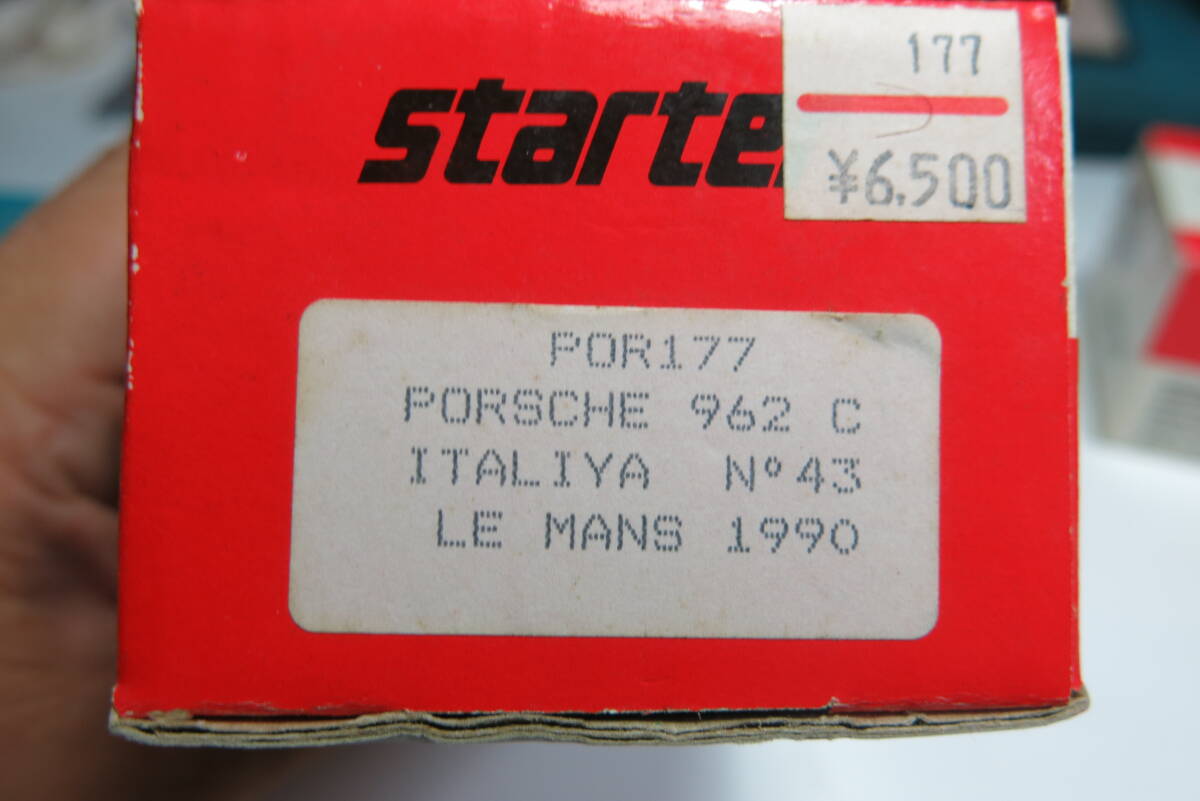 starte
177
¥6,500
POR177
PORSCHE 962 C
ITALIYA N°43
LE MANS 1990